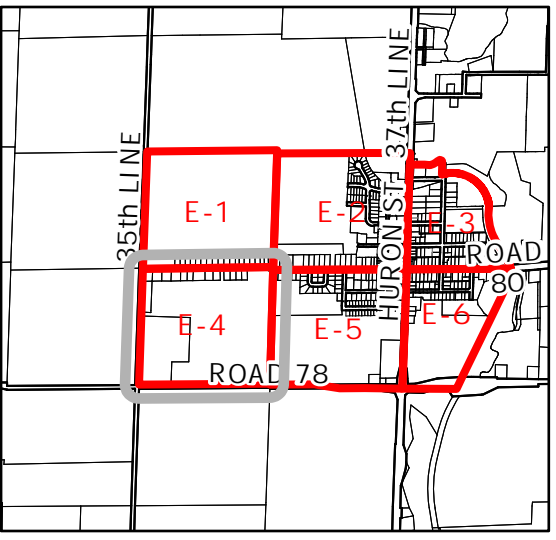 37th LINE
35th LINE
E-1
E-2
HURON ST
E-3
ROAD
80
E-4
E-5
E-6
ROAD 78